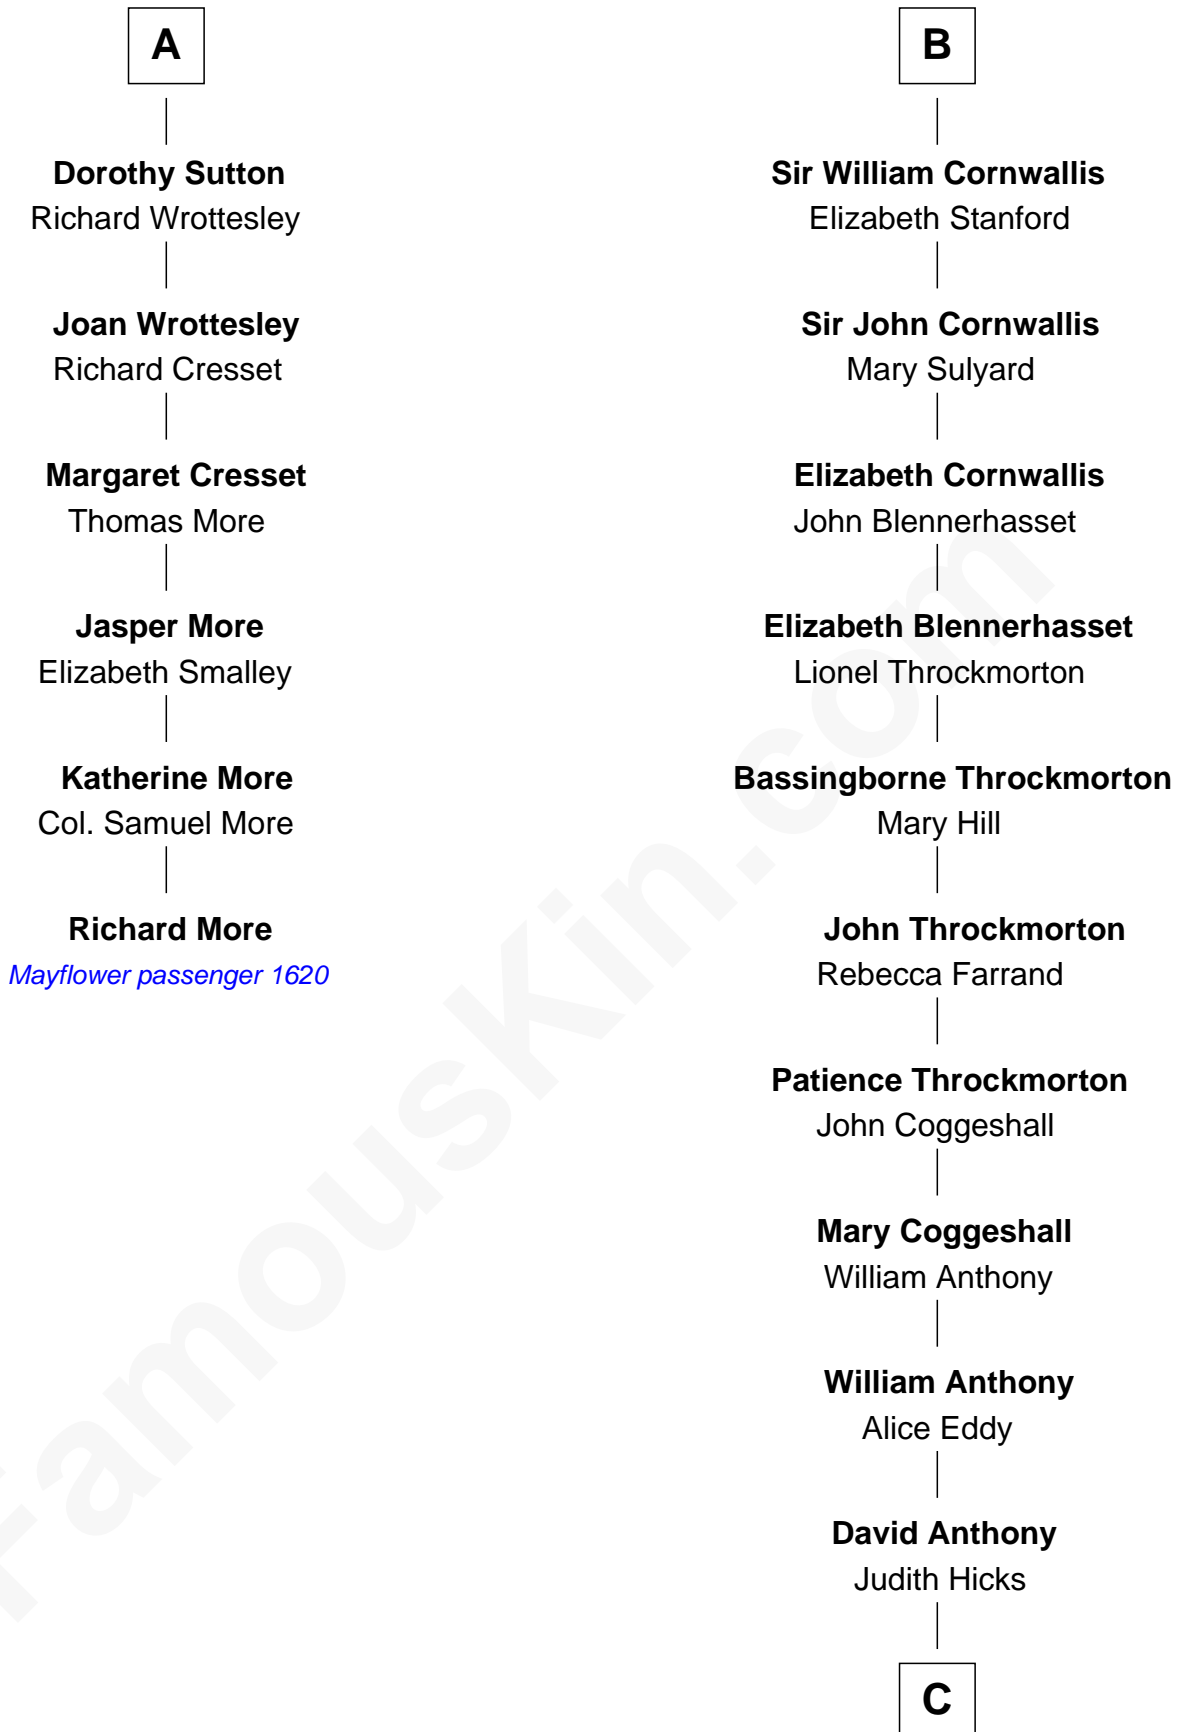 A
Dorothy Sutton
Richard Wrottesley
Joan Wrottesley
Richard Cresset
Margaret Cresset
Thomas More
Jasper More
Elizabeth Smalley
Katherine More
Col. Samuel More
Richard More
Mayflower passenger 1620
B
Sir William Cornwallis
Elizabeth Stanford
Sir John Cornwallis
Mary Sulyard
Elizabeth Cornwallis
John Blennerhasset
Elizabeth Blennerhasset
Lionel Throckmorton
Bassingborne Throckmorton
Mary Hill
John Throckmorton
Rebecca Farrand
Patience Throckmorton
John Coggeshall
Mary Coggeshall
William Anthony
William Anthony
Alice Eddy
David Anthony
Judith Hicks
C
FamousKin.com